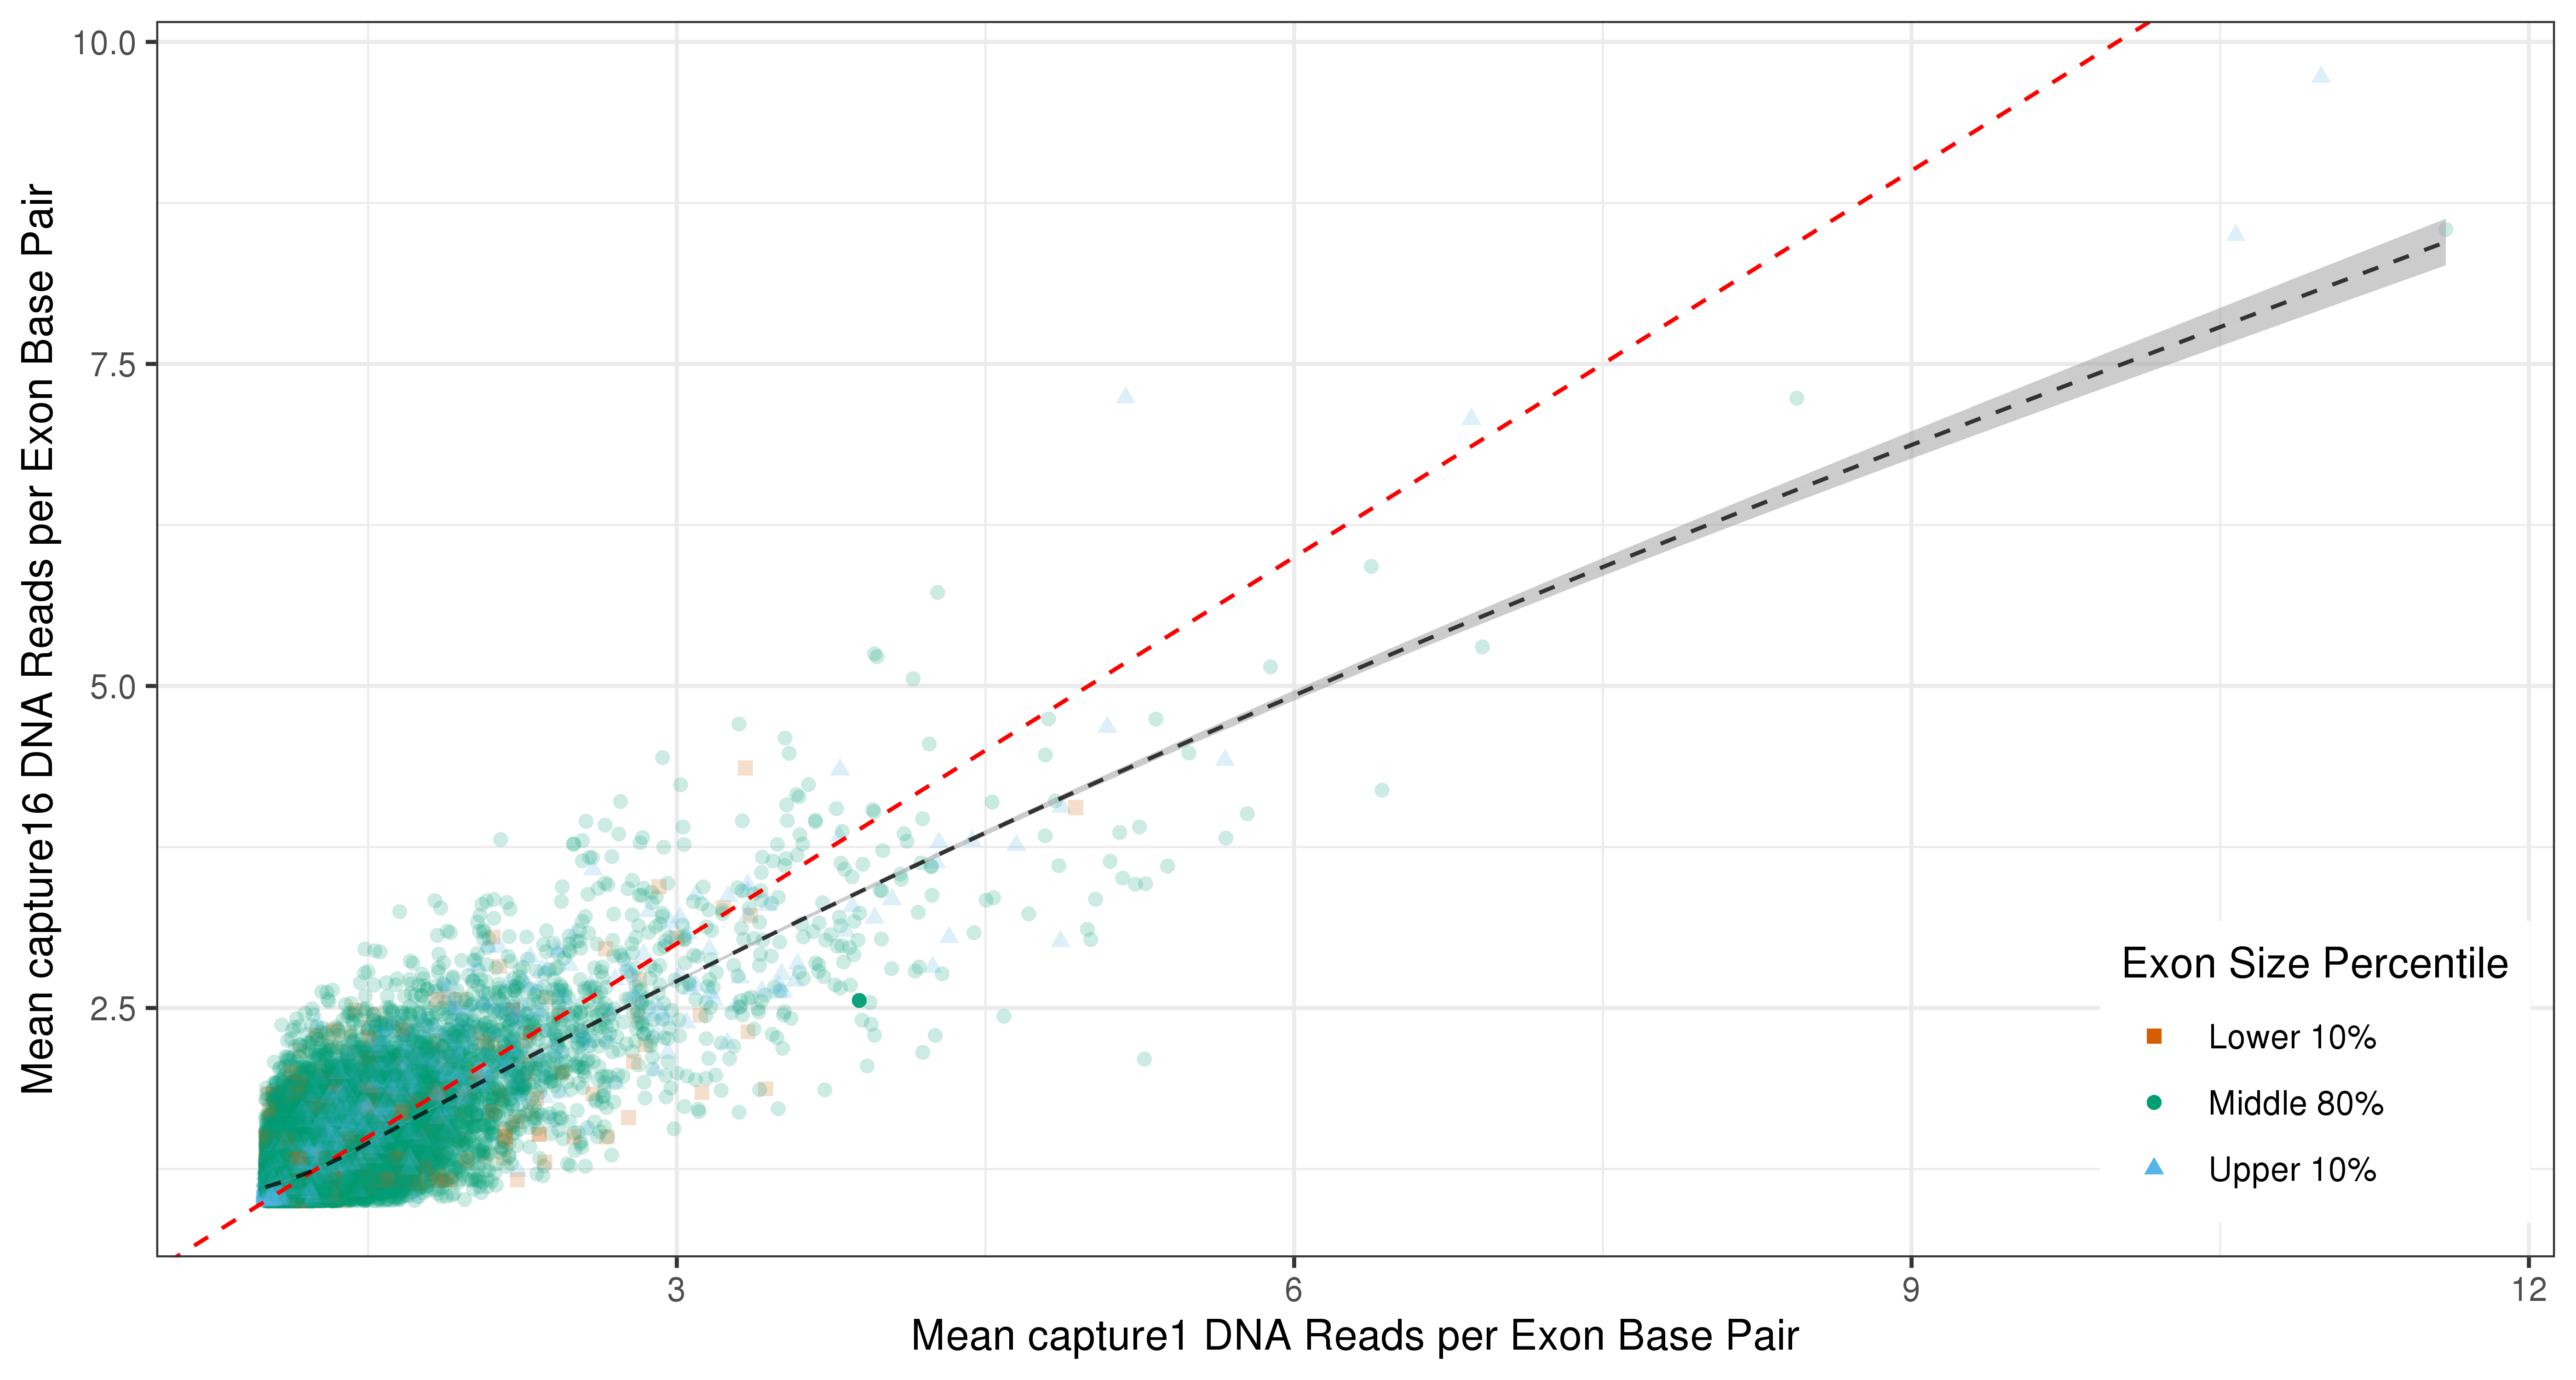 Mean capture16 DNA Reads per Exon Base Pair
10.0
7.5
5.0
2.5
3
6
9
12
Mean capture1 DNA Reads per Exon Base Pair
Exon Size Percentile
Lower 10%
Middle 80%
Upper 10%